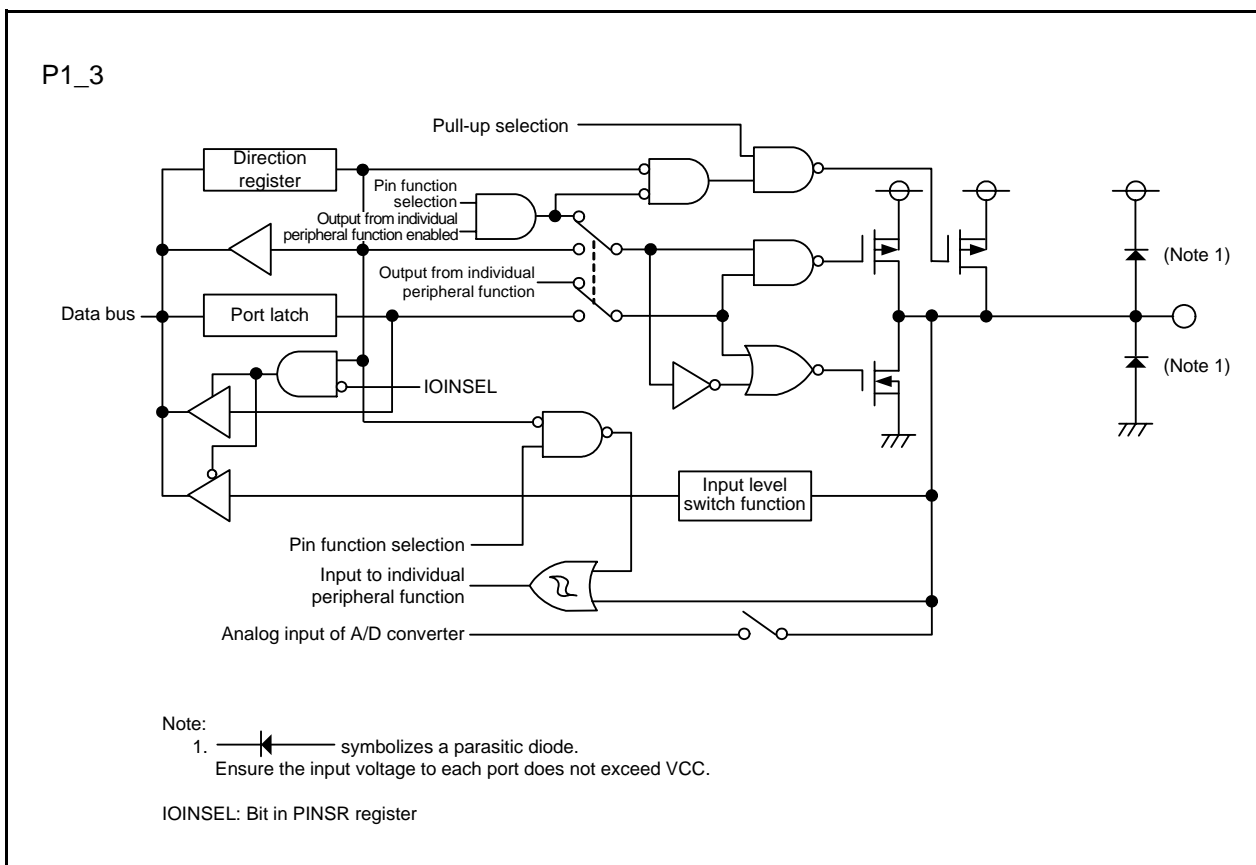 P1_3
Pull-up selection
Direction
register
Pin function
selection
Output from individual
peripheral function enabled
(Note 1)
Output from individual
peripheral function
Data bus
Port latch
(Note 1)
IOINSEL
Input level
switch function
Pin function selection
Input to individual
peripheral function
Analog input of A/D converter
Note:
1. symbolizes a parasitic diode.
Ensure the input voltage to each port does not exceed VCC.
IOINSEL: Bit in PINSR register